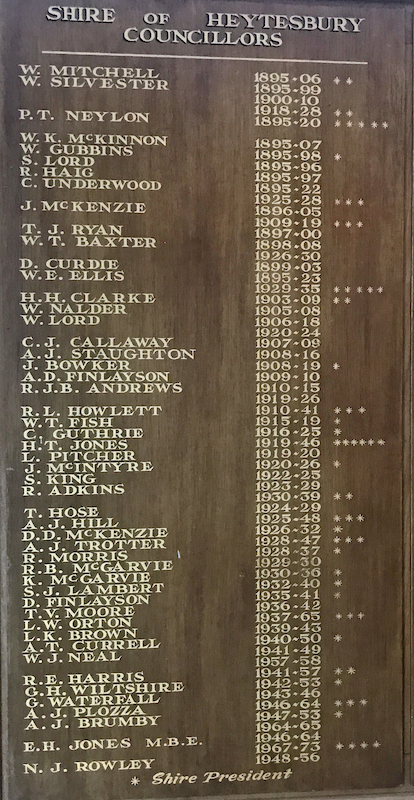 SHIRE OF HEYTESBURY
COUNCILLORS
W. MITCHELL 1895-06 * *
W. SILVESTER 1895-99
1900-10
1918-28 * *
P.T. NEYLON 1895-20 * * * * *
W.K. McKINNON 1895-07
W. GUBBINS 1895-98 *
S. LORD 1895-96
R. HAIG 1895-97
C. UNDERWOOD 1895-22
1925-28 * * *
J. McKENZIE 1896-05
1909-19 * * *
T. J. RYAN 1897-00
W. T. BAXTER 1898-08
1926-30
D. CURDIE 1899-03
W. E. ELLIS 1895-23
1929-35 * * * * *
H.H. CLARKE 1903-09 * *
W. NALDER 1905-08
W. LORD 1906-18
1920-24
C. J. CALLAWAY 1907-09
A. J. STAUGHTON 1908-16
J. BOWKER 1908-19 *
A.D. FINLAYSON 1909-10
R.J.B. ANDREWS 1910-15
1919-26
R.L. HOWLETT 1910-41 * * *
W.T. FISH 1915-19 *
C. GUTHRIE 1916-25 *
H.T. JONES 1919-46 * * * * * *
L. PITCHER 1919-20
J. McINTYRE 1920-26 *
S. KING 1922-25
R. ADKINS 1923-29
1930-39 * *
T. HOSE 1924-29
A. J. HILL 1925-48 * * *
D.D. McKENZIE 1926-32 *
A. J. TROTTER 1928-47 * * *
R. MORRIS 1928-37 *
R.B. McGARVIE 1929-30
K. McGARVIE 1930-36 *
S. J. LAMBERT 1932-40 *
D. FINLAYSON 1935-41 *
T. V. MOORE 1936-42
L.W. ORTON 1937-65 * * *
L.K. BROWN 1939-43
A.T. CURRELL 1940-50 *
W. J. NEAL 1941-49
1957-58
R.E. HARRIS 1941-57 * *
G.H. WILTSHIRE 1942-53 *
G. WATERFALL 1943-46
A. J. PLOZZA 1946-64 * * *
A. J. BRUMBY 1947-53 *
1964-65
E.H. JONES M.B.E. 1946-64
1967-73 * * * *
N. J. ROWLEY 1948-56
* Shire President